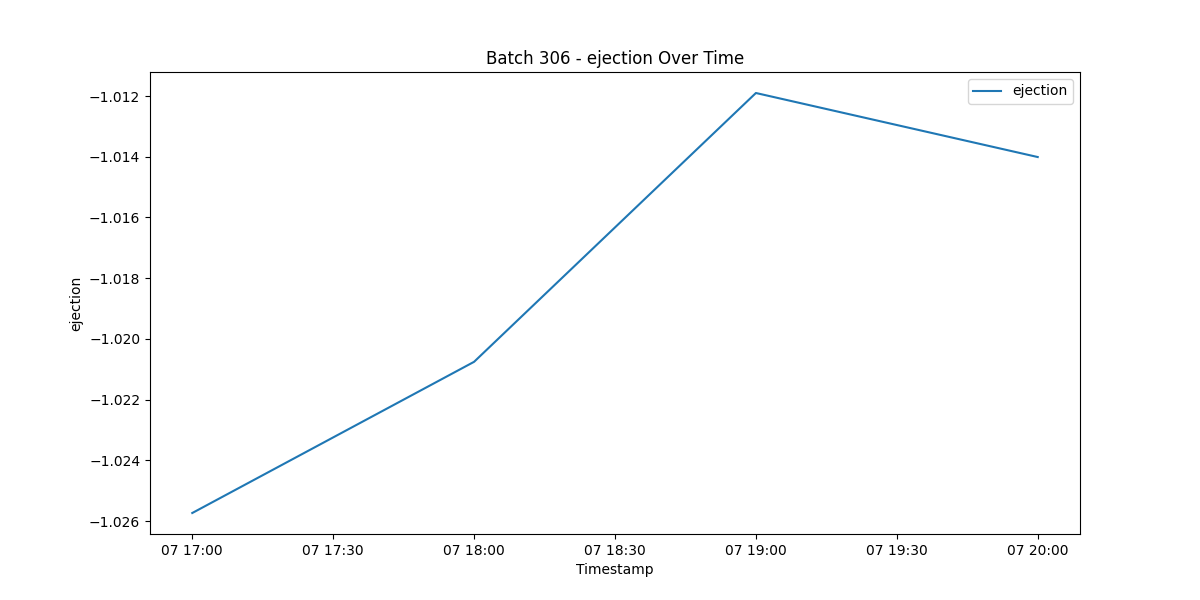 Batch 306 - ejection Over Time
ejection
−1.012
−1.014
−1.016
−1.018
−1.020
−1.022
−1.024
−1.026
ejection
07 17:00 07 17:30 07 18:00 07 18:30 07 19:00 07 19:30 07 20:00
Timestamp